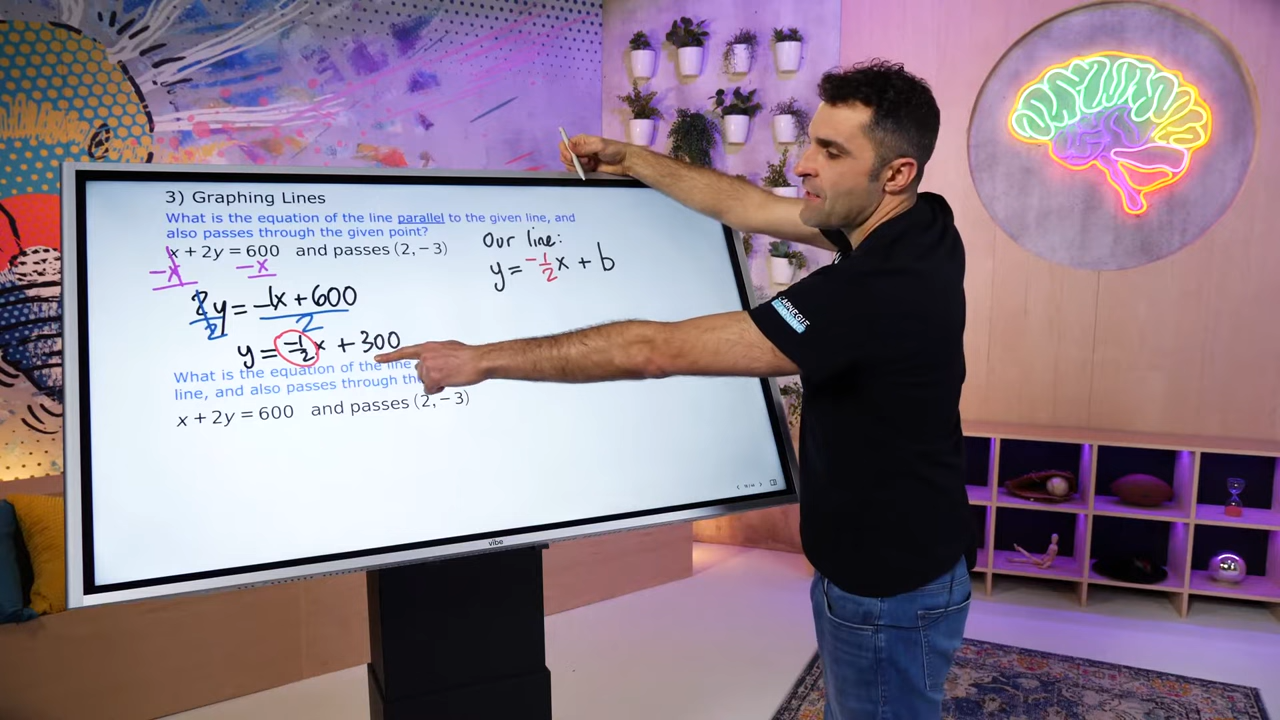 3) Graphing Lines
What is the equation of the line parallel to the given line, and
also passes through the given point?
x + 2y = 600 and passes (2, −3)
−x −x
2y = −1x + 600
2 2
y = −1/2 x + 300
Our line:
y = −1/2 x + b
What is the equation of the line
line, and also passes through the
x + 2y = 600 and passes (2, −3)
vibe
CARNEGIE
LEARNING